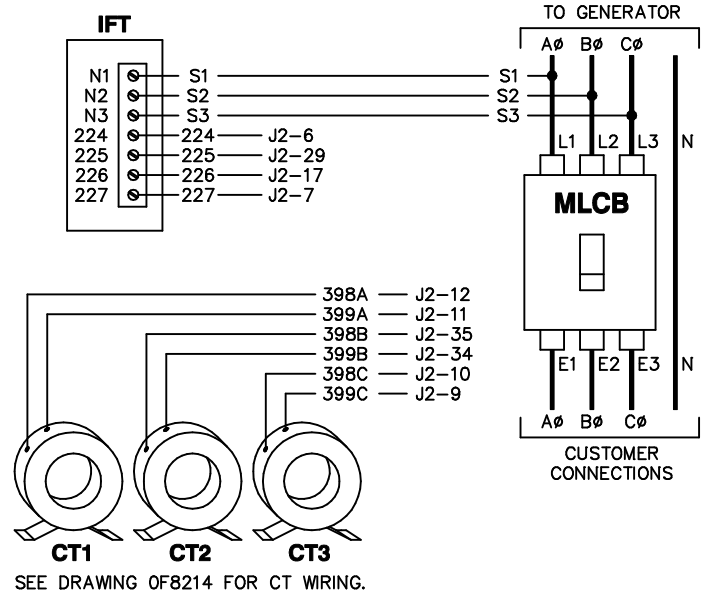 TO GENERATOR
IFT
AØ BØ CØ
N1 S1 S1
N2 S2 S2
N3 S3 S3
224 224 J2-6
225 225 J2-29
226 226 J2-17
227 227 J2-7
L1 L2 L3 N
MLCB
398A J2-12
399A J2-11
398B J2-35
399B J2-34
398C J2-10
399C J2-9
E1 E2 E3 N
AØ BØ CØ
CUSTOMER
CONNECTIONS
CT1 CT2 CT3
SEE DRAWING 0F8214 FOR CT WIRING.